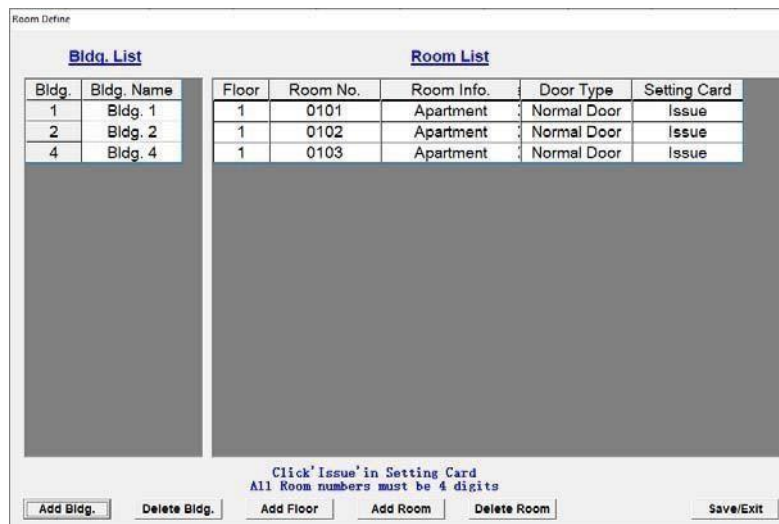 Room Define
Bldg. List
Room List
Bldg. Bldg. Name
Floor Room No. Room Info. Door Type Setting Card
1 Bldg. 1
1 0101 Apartment Normal Door Issue
2 Bldg. 2
1 0102 Apartment Normal Door Issue
4 Bldg. 4
1 0103 Apartment Normal Door Issue
Click'Issue'in Setting Card
All Room numbers must be 4 digits
Add Bldg. Delete Bldg. Add Floor Add Room Delete Room Save/Exit